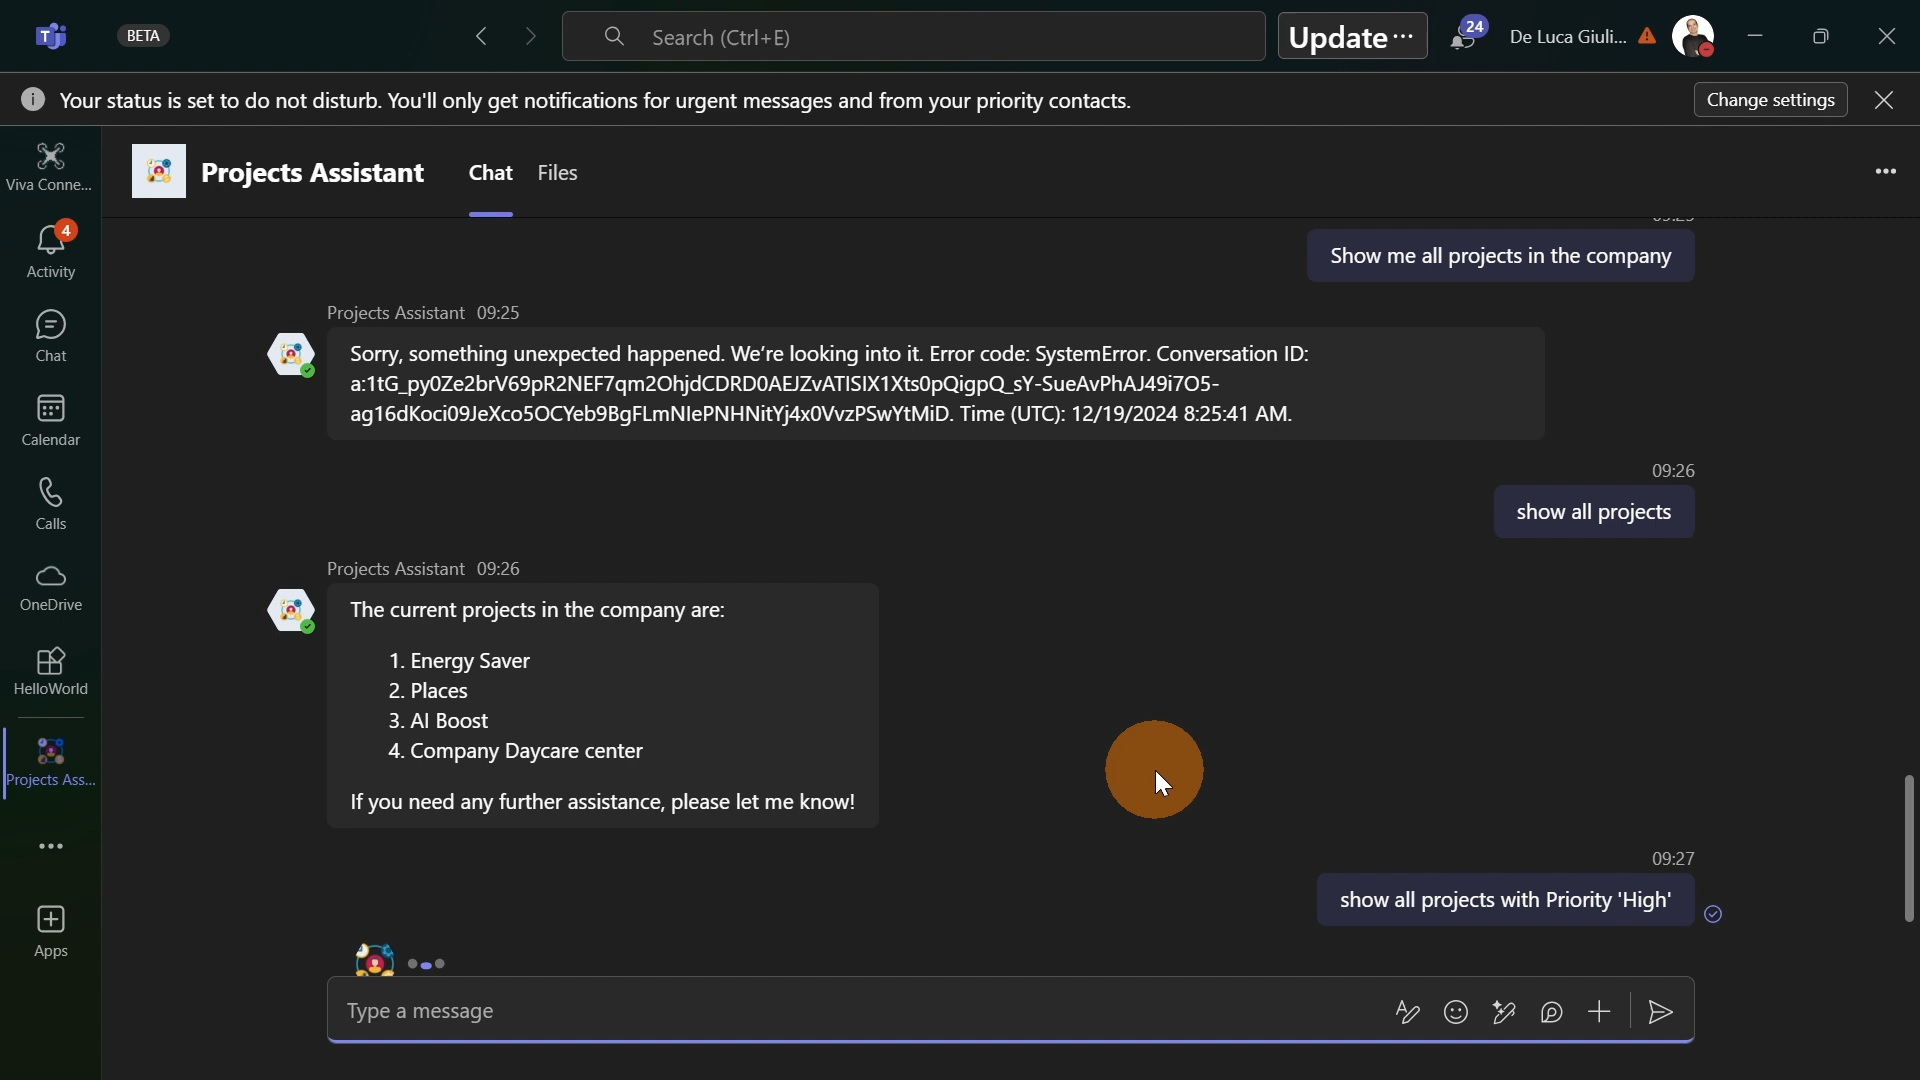 BETA
Search (Ctrl+E)
Update ···
24
De Luca Giuli...
Your status is set to do not disturb. You'll only get notifications for urgent messages and from your priority contacts.
Change settings
Viva Conne...
4
Activity
Chat
Calendar
Calls
OneDrive
HelloWorld
Projects Ass...
Apps
Projects Assistant
Chat
Files
Show me all projects in the company
Projects Assistant 09:25
Sorry, something unexpected happened. We're looking into it. Error code: SystemError. Conversation ID:
a:1tG_py0Ze2brV69pR2NEF7qm2OhjdCDRD0AEJZvATISIX1Xts0pQigpQ_sY-SueAvPhAJ49i7O5-
ag16dKoci09JeXco5OCYeb9BgFLmNIePNHNitYj4x0VvzPSwYtMiD. Time (UTC): 12/19/2024 8:25:41 AM.
09:26
show all projects
Projects Assistant 09:26
The current projects in the company are:
1. Energy Saver
2. Places
3. AI Boost
4. Company Daycare center
If you need any further assistance, please let me know!
09:27
show all projects with Priority 'High'
Type a message